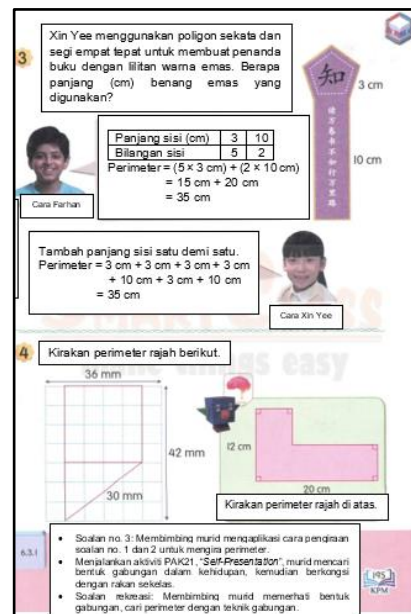 3
Xin Yee menggunakan poligon sekata dan
segi empat tepat untuk membuat penanda
buku dengan lilitan warna emas. Berapa
panjang (cm) benang emas yang
digunakan?
知
3 cm
10 cm
Panjang sisi (cm) 3 10
Bilangan sisi 5 2
Perimeter = (5 × 3 cm) + (2 × 10 cm)
= 15 cm + 20 cm
= 35 cm
Cara Farhan
Tambah panjang sisi satu demi satu.
Perimeter = 3 cm + 3 cm + 3 cm + 3 cm
+ 10 cm + 3 cm + 10 cm
= 35 cm
Cara Xin Yee
4
Kirakan perimeter rajah berikut.
36 mm
42 mm
30 mm
12 cm
20 cm
Kirakan perimeter rajah di atas.
6.3.1
• Soalan no. 3: Membimbing murid mengaplikasi cara pengiraan
soalan no. 1 dan 2 untuk mengira perimeter.
• Menjalankan aktiviti PAK21, "Self-Presentation", murid mencari
bentuk gabungan dalam kehidupan, kemudian berkongsi
dengan rakan sekelas.
• Soalan rekreasi: Membimbing murid memerhati bentuk
gabungan, cari perimeter dengan teknik gabungan.
195
KPM